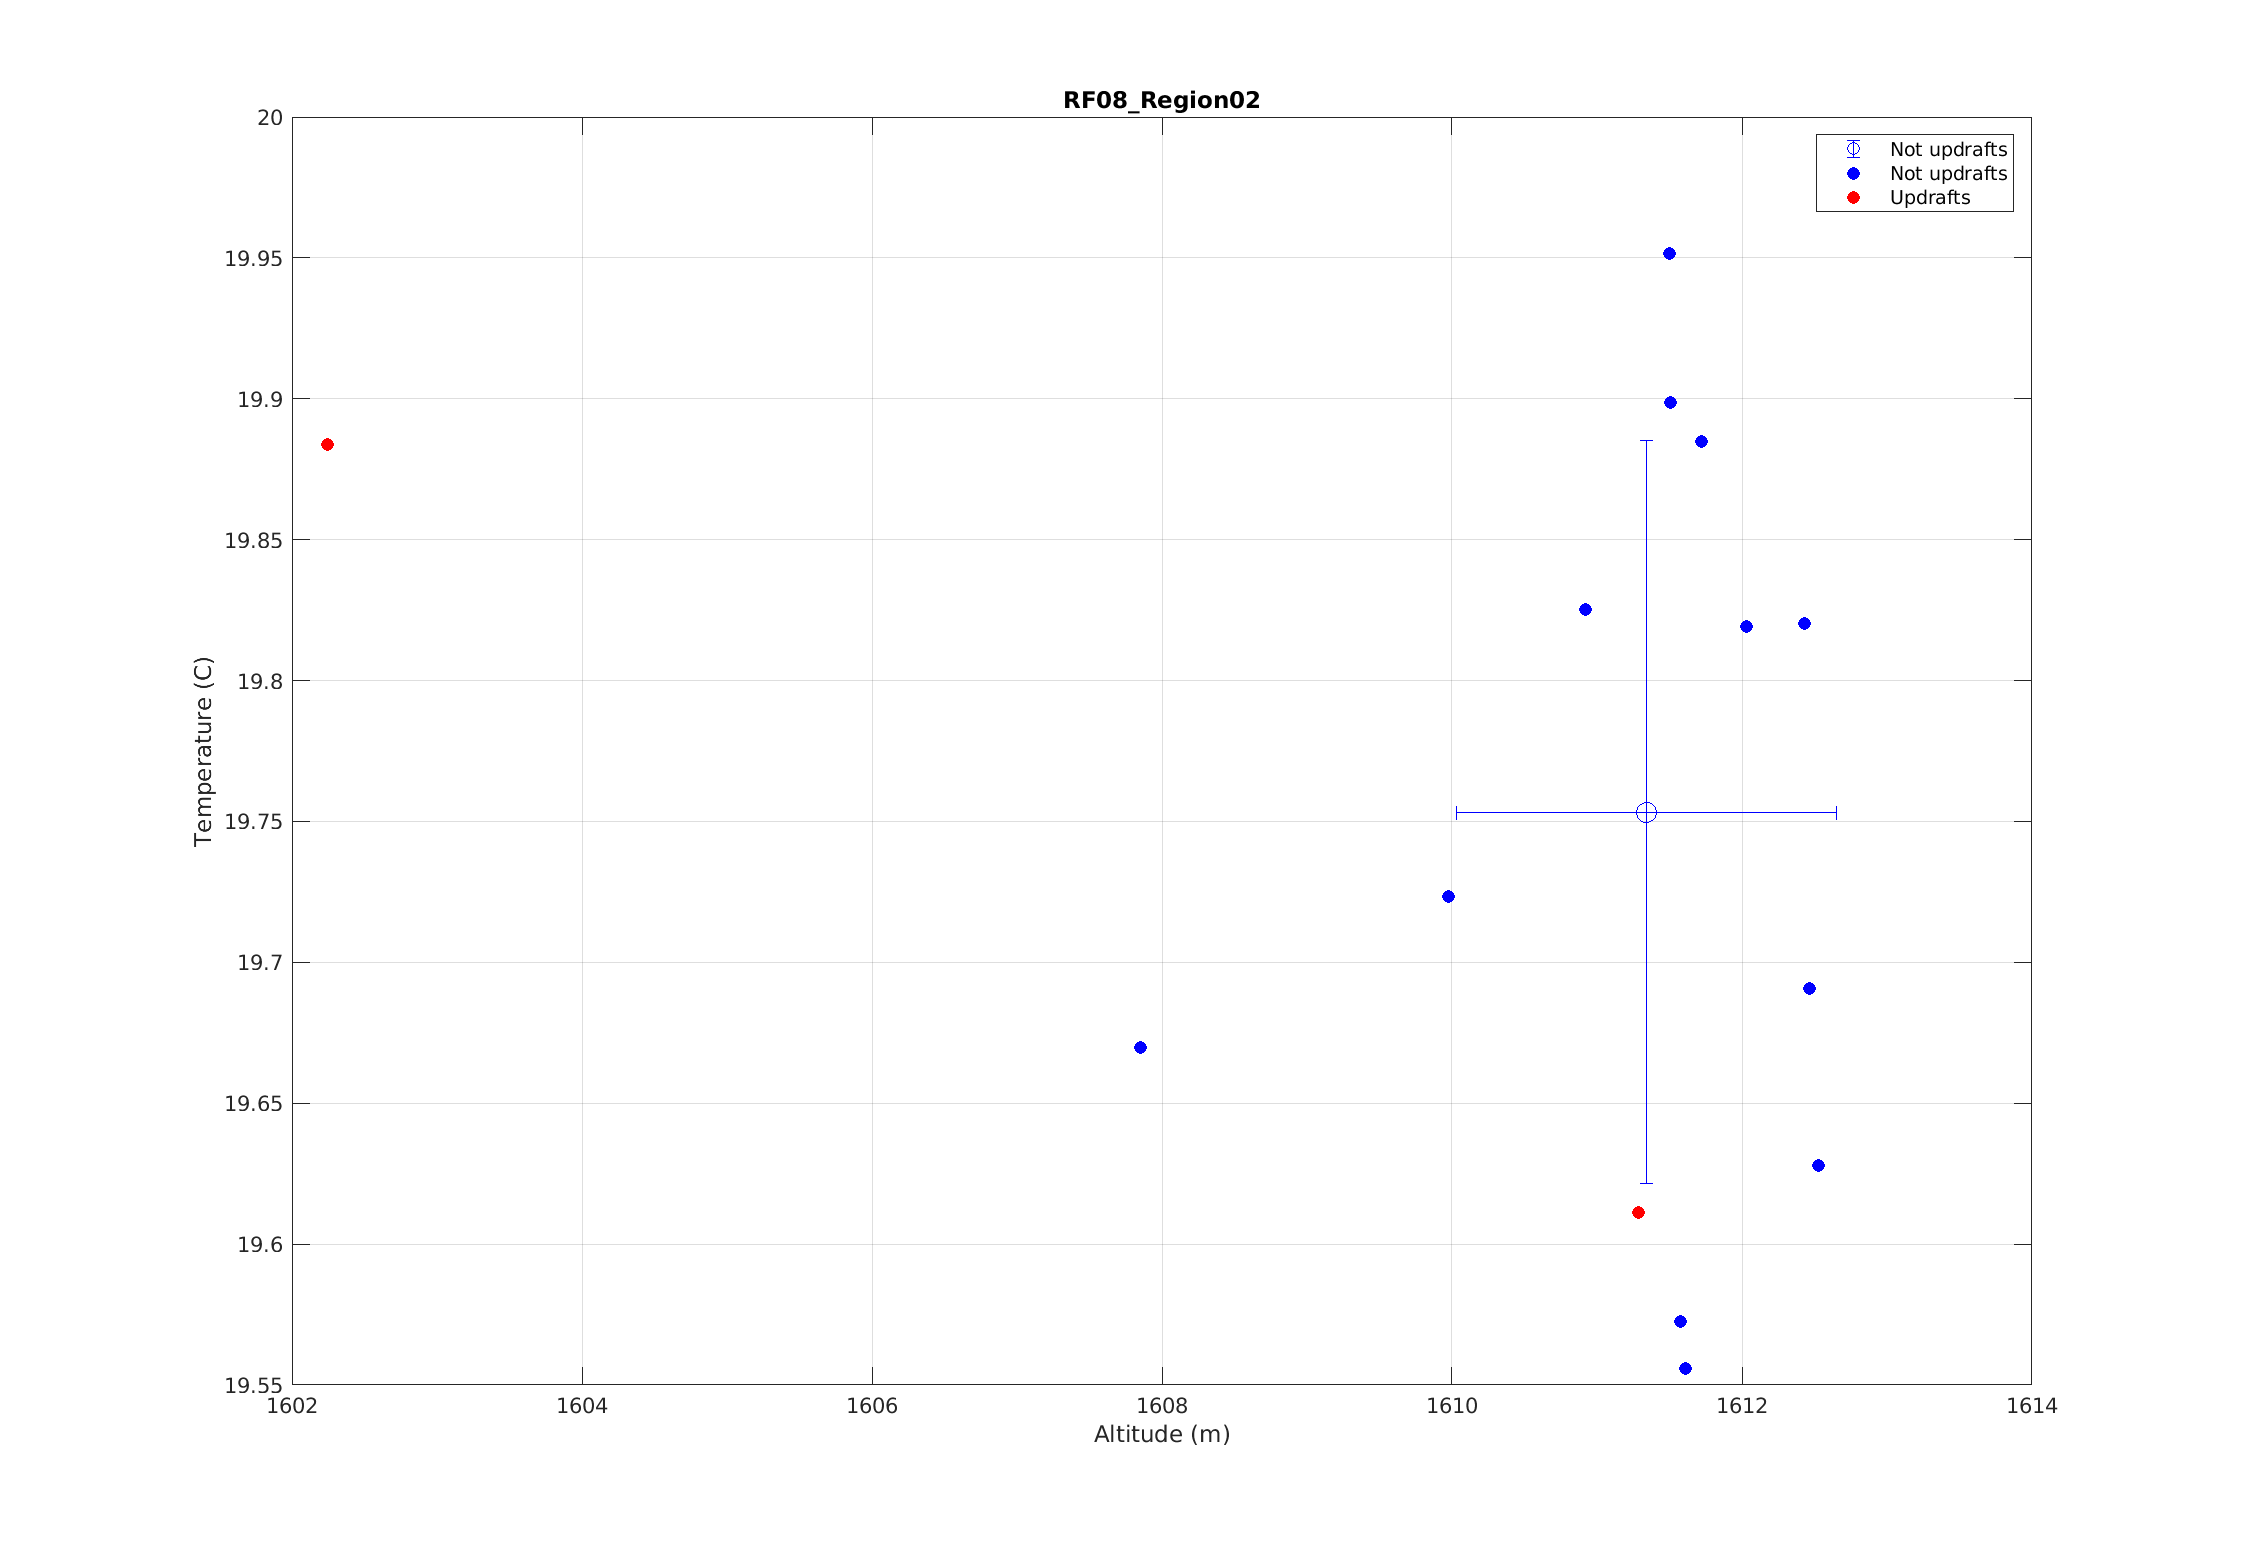 RF08_Region02
Not updrafts
Not updrafts
Updrafts
20
19.95
19.9
19.85
19.8
19.75
19.7
19.65
19.6
19.55
Temperature (C)
1602 1604 1606 1608 1610 1612 1614
Altitude (m)